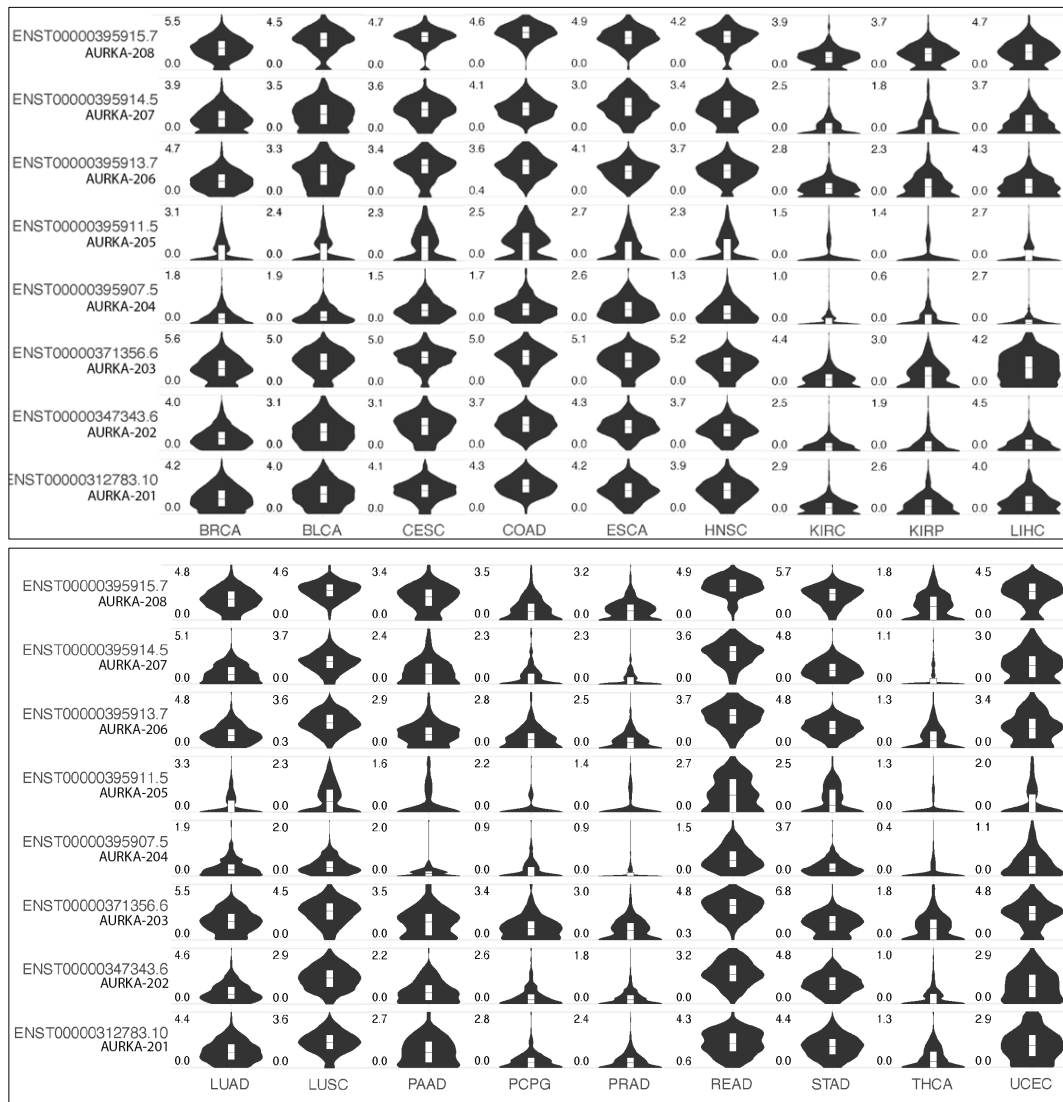 5.5 4.5 4.7 4.6 4.9 4.2 3.9 3.7 4.7
ENST00000395915.7
AURKA-208
0.0 0.0 0.0 0.0 0.0 0.0 0.0 0.0 0.0
3.9 3.5 3.6 4.1 3.0 3.4 2.5 1.8 3.7
ENST00000395914.5
AURKA-207
0.0 0.0 0.0 0.0 0.0 0.0 0.0 0.0 0.0
4.7 3.3 3.4 3.6 4.1 3.7 2.8 2.3 4.3
ENST00000395913.7
AURKA-206
0.0 0.0 0.0 0.4 0.0 0.0 0.0 0.0 0.0
3.1 2.4 2.3 2.5 2.7 2.3 1.5 1.4 2.7
ENST00000395911.5
AURKA-205
0.0 0.0 0.0 0.0 0.0 0.0 0.0 0.0 0.0
1.8 1.9 1.5 1.7 2.6 1.3 1.0 0.6 2.7
ENST00000395907.5
AURKA-204
0.0 0.0 0.0 0.0 0.0 0.0 0.0 0.0 0.0
5.6 5.0 5.0 5.0 5.1 5.2 4.4 3.0 4.2
ENST00000371356.6
AURKA-203
0.0 0.0 0.0 0.0 0.0 0.0 0.0 0.0 0.0
4.0 3.1 3.1 3.7 4.3 3.7 2.5 1.9 4.5
ENST00000347343.6
AURKA-202
0.0 0.0 0.0 0.0 0.0 0.0 0.0 0.0 0.0
4.2 4.0 4.1 4.3 4.2 3.9 2.9 2.6 4.0
ENST00000312783.10
AURKA-201
0.0 0.0 0.0 0.0 0.0 0.0 0.0 0.0 0.0
BRCA BLCA CESC COAD ESCA HNSC KIRC KIRP LIHC
4.8 4.6 3.4 3.5 3.2 4.9 5.7 1.8 4.5
ENST00000395915.7
AURKA-208
0.0 0.0 0.0 0.0 0.0 0.0 0.0 0.0 0.0
5.1 3.7 2.4 2.3 2.3 3.6 4.8 1.1 3.0
ENST00000395914.5
AURKA-207
0.0 0.0 0.0 0.0 0.0 0.0 0.0 0.0 0.0
4.8 3.6 2.9 2.8 2.5 3.7 4.8 1.3 3.4
ENST00000395913.7
AURKA-206
0.0 0.3 0.0 0.0 0.0 0.0 0.0 0.0 0.0
3.3 2.3 1.6 2.2 1.4 2.7 2.5 1.3 2.0
ENST00000395911.5
AURKA-205
0.0 0.0 0.0 0.0 0.0 0.0 0.0 0.0 0.0
1.9 2.0 2.0 0.9 0.9 1.5 3.7 0.4 1.1
ENST00000395907.5
AURKA-204
0.0 0.0 0.0 0.0 0.0 0.0 0.0 0.0 0.0
5.5 4.5 3.5 3.4 3.0 4.8 6.8 1.8 4.8
ENST00000371356.6
AURKA-203
0.0 0.0 0.0 0.0 0.0 0.3 0.0 0.0 0.0
4.6 2.9 2.2 2.6 1.8 3.2 4.8 1.0 2.9
ENST00000347343.6
AURKA-202
0.0 0.0 0.0 0.0 0.0 0.0 0.0 0.0 0.0
4.4 3.6 2.7 2.8 2.4 4.3 4.4 1.3 2.9
ENST00000312783.10
AURKA-201
0.0 0.0 0.0 0.0 0.0 0.6 0.0 0.0 0.0
LUAD LUSC PAAD PCPG PRAD READ STAD THCA UCEC